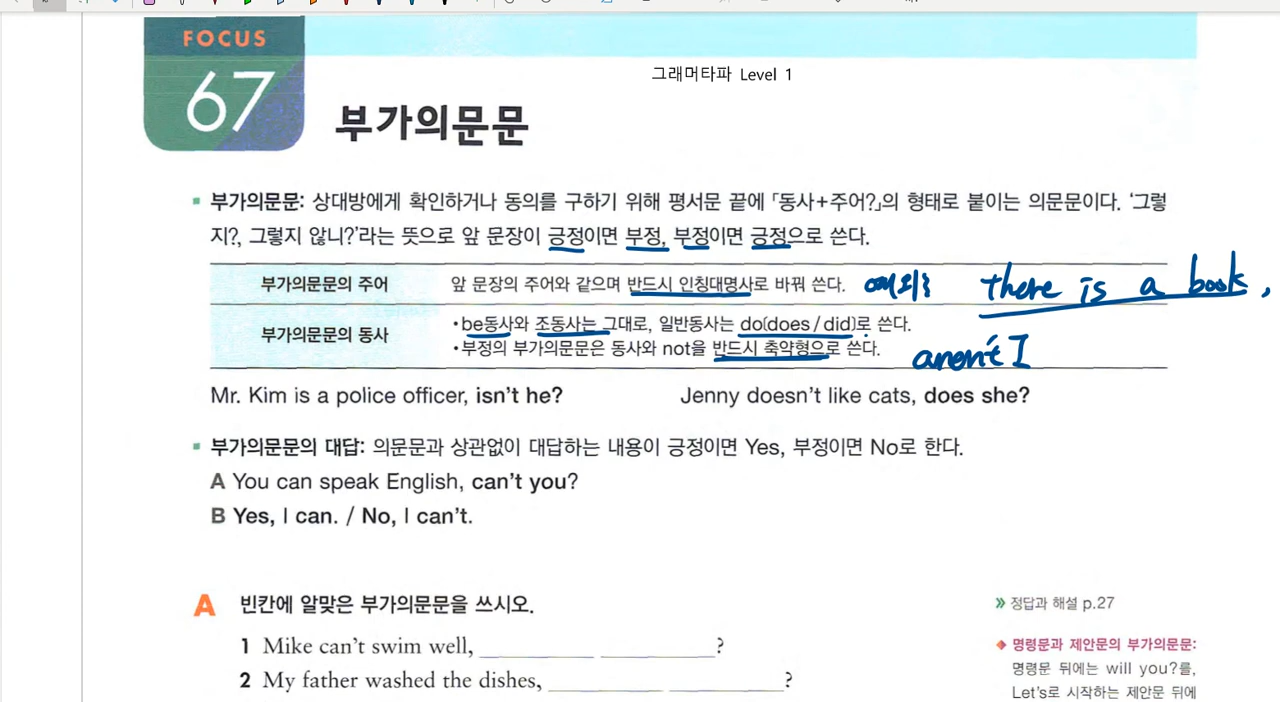 FOCUS
67
그래머타파 Level 1
부가의문문
부가의문문: 상대방에게 확인하거나 동의를 구하기 위해 평서문 끝에 「동사+주어?」의 형태로 붙이는 의문문이다. '그렇
지?, 그렇지 않니?'라는 뜻으로 앞 문장이 긍정이면 부정, 부정이면 긍정으로 쓴다.
부가의문문의 주어 앞 문장의 주어와 같으며 반드시 인칭대명사로 바꿔 쓴다. 예외: there is a book,
부가의문문의 동사
•be동사와 조동사는 그대로, 일반동사는 do(does/did)로 쓴다.
•부정의 부가의문문은 동사와 not을 반드시 축약형으로 쓴다. aren't I
Mr. Kim is a police officer, isn't he? Jenny doesn't like cats, does she?
부가의문문의 대답: 의문문과 상관없이 대답하는 내용이 긍정이면 Yes, 부정이면 No로 한다.
A You can speak English, can't you?
B Yes, I can. / No, I can't.
A 빈칸에 알맞은 부가의문문을 쓰시오.
1 Mike can't swim well, ________ ________?
2 My father washed the dishes, ________ ________?
» 정답과 해설 p.27
◆ 명령문과 제안문의 부가의문문:
명령문 뒤에는 will you?를,
Let's로 시작하는 제안문 뒤에